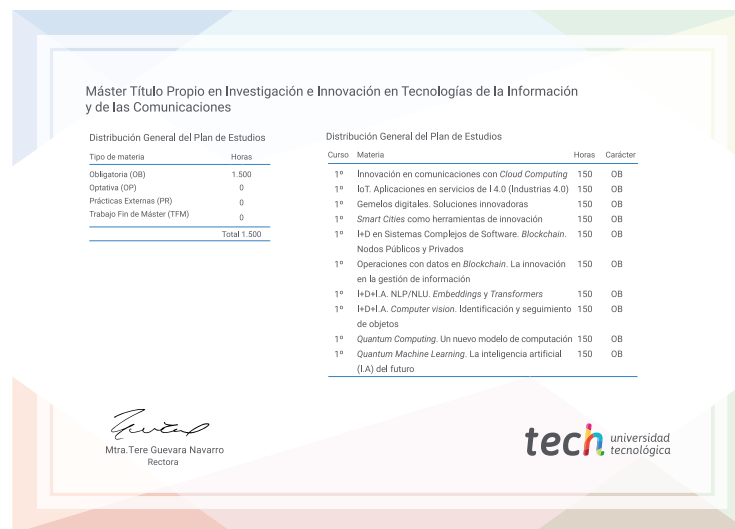 Máster Título Propio en Investigación e Innovación en Tecnologías de la Información
y de las Comunicaciones
Distribución General del Plan de Estudios
Tipo de materia Horas
Obligatoria (OB) 1.500
Optativa (OP) 0
Prácticas Externas (PR) 0
Trabajo Fin de Máster (TFM) 0
Total 1.500
Distribución General del Plan de Estudios
Curso Materia Horas Carácter
1º Innovación en comunicaciones con Cloud Computing 150 OB
1º IoT. Aplicaciones en servicios de I 4.0 (Industrias 4.0) 150 OB
1º Gemelos digitales. Soluciones innovadoras 150 OB
1º Smart Cities como herramientas de innovación 150 OB
1º I+D en Sistemas Complejos de Software. Blockchain. 150 OB
Nodos Públicos y Privados
1º Operaciones con datos en Blockchain. La innovación 150 OB
en la gestión de información
1º I+D+I.A. NLP/NLU. Embeddings y Transformers 150 OB
1º I+D+I.A. Computer vision. Identificación y seguimiento 150 OB
de objetos
1º Quantum Computing. Un nuevo modelo de computación 150 OB
1º Quantum Machine Learning. La inteligencia artificial 150 OB
(I.A) del futuro
Mtra.Tere Guevara Navarro
Rectora
tech universidad
tecnológica